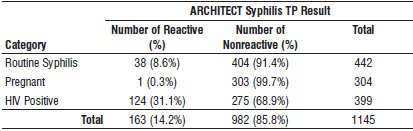 ARCHITECT Syphilis TP Result
Number of Reactive Number of
Category (%) Nonreactive (%) Total
Routine Syphilis 38 (8.6%) 404 (91.4%) 442
Pregnant 1 (0.3%) 303 (99.7%) 304
HIV Positive 124 (31.1%) 275 (68.9%) 399
Total 163 (14.2%) 982 (85.8%) 1145